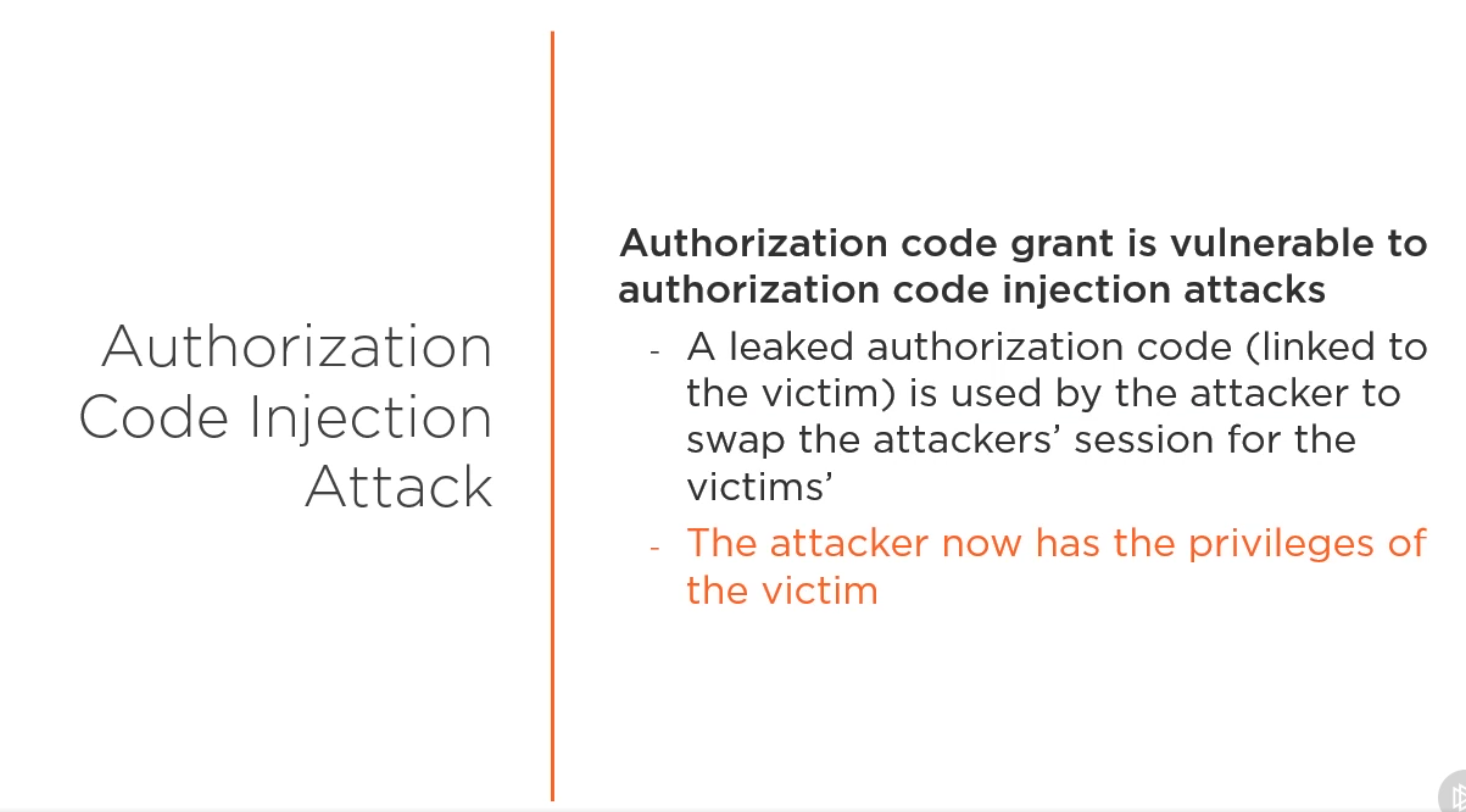 Authorization
Code Injection
Attack
Authorization code grant is vulnerable to
authorization code injection attacks
- A leaked authorization code (linked to
the victim) is used by the attacker to
swap the attackers’ session for the
victims’
- The attacker now has the privileges of
the victim